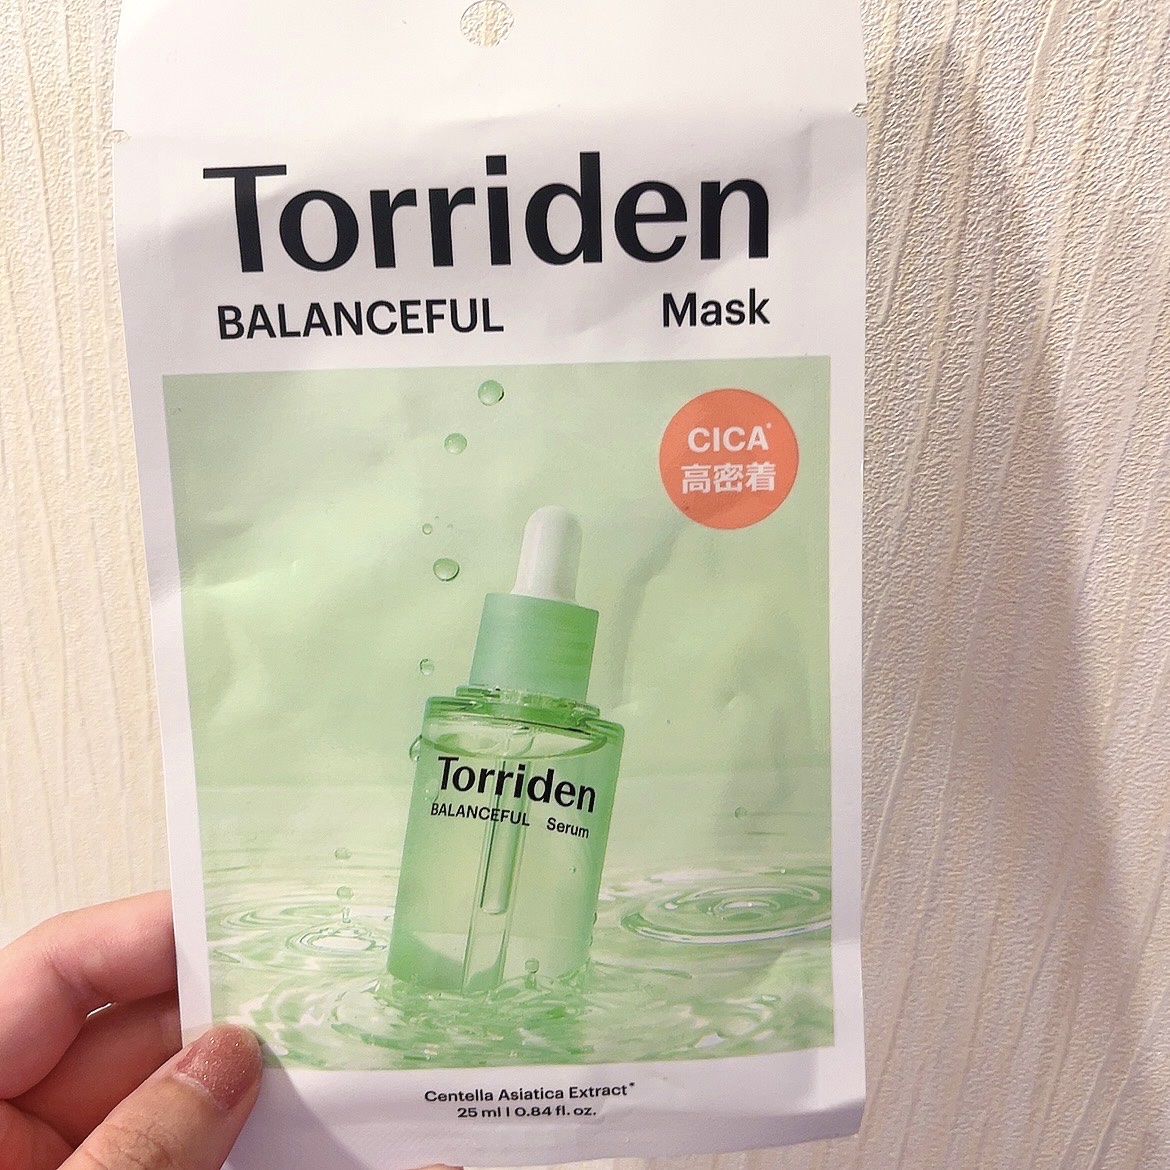 Torriden
BALANCEFUL Mask
CICA*
高密着
Torriden
BALANCEFUL Serum
Centella Asiatica Extract*
25 ml | 0.84 fl. oz.